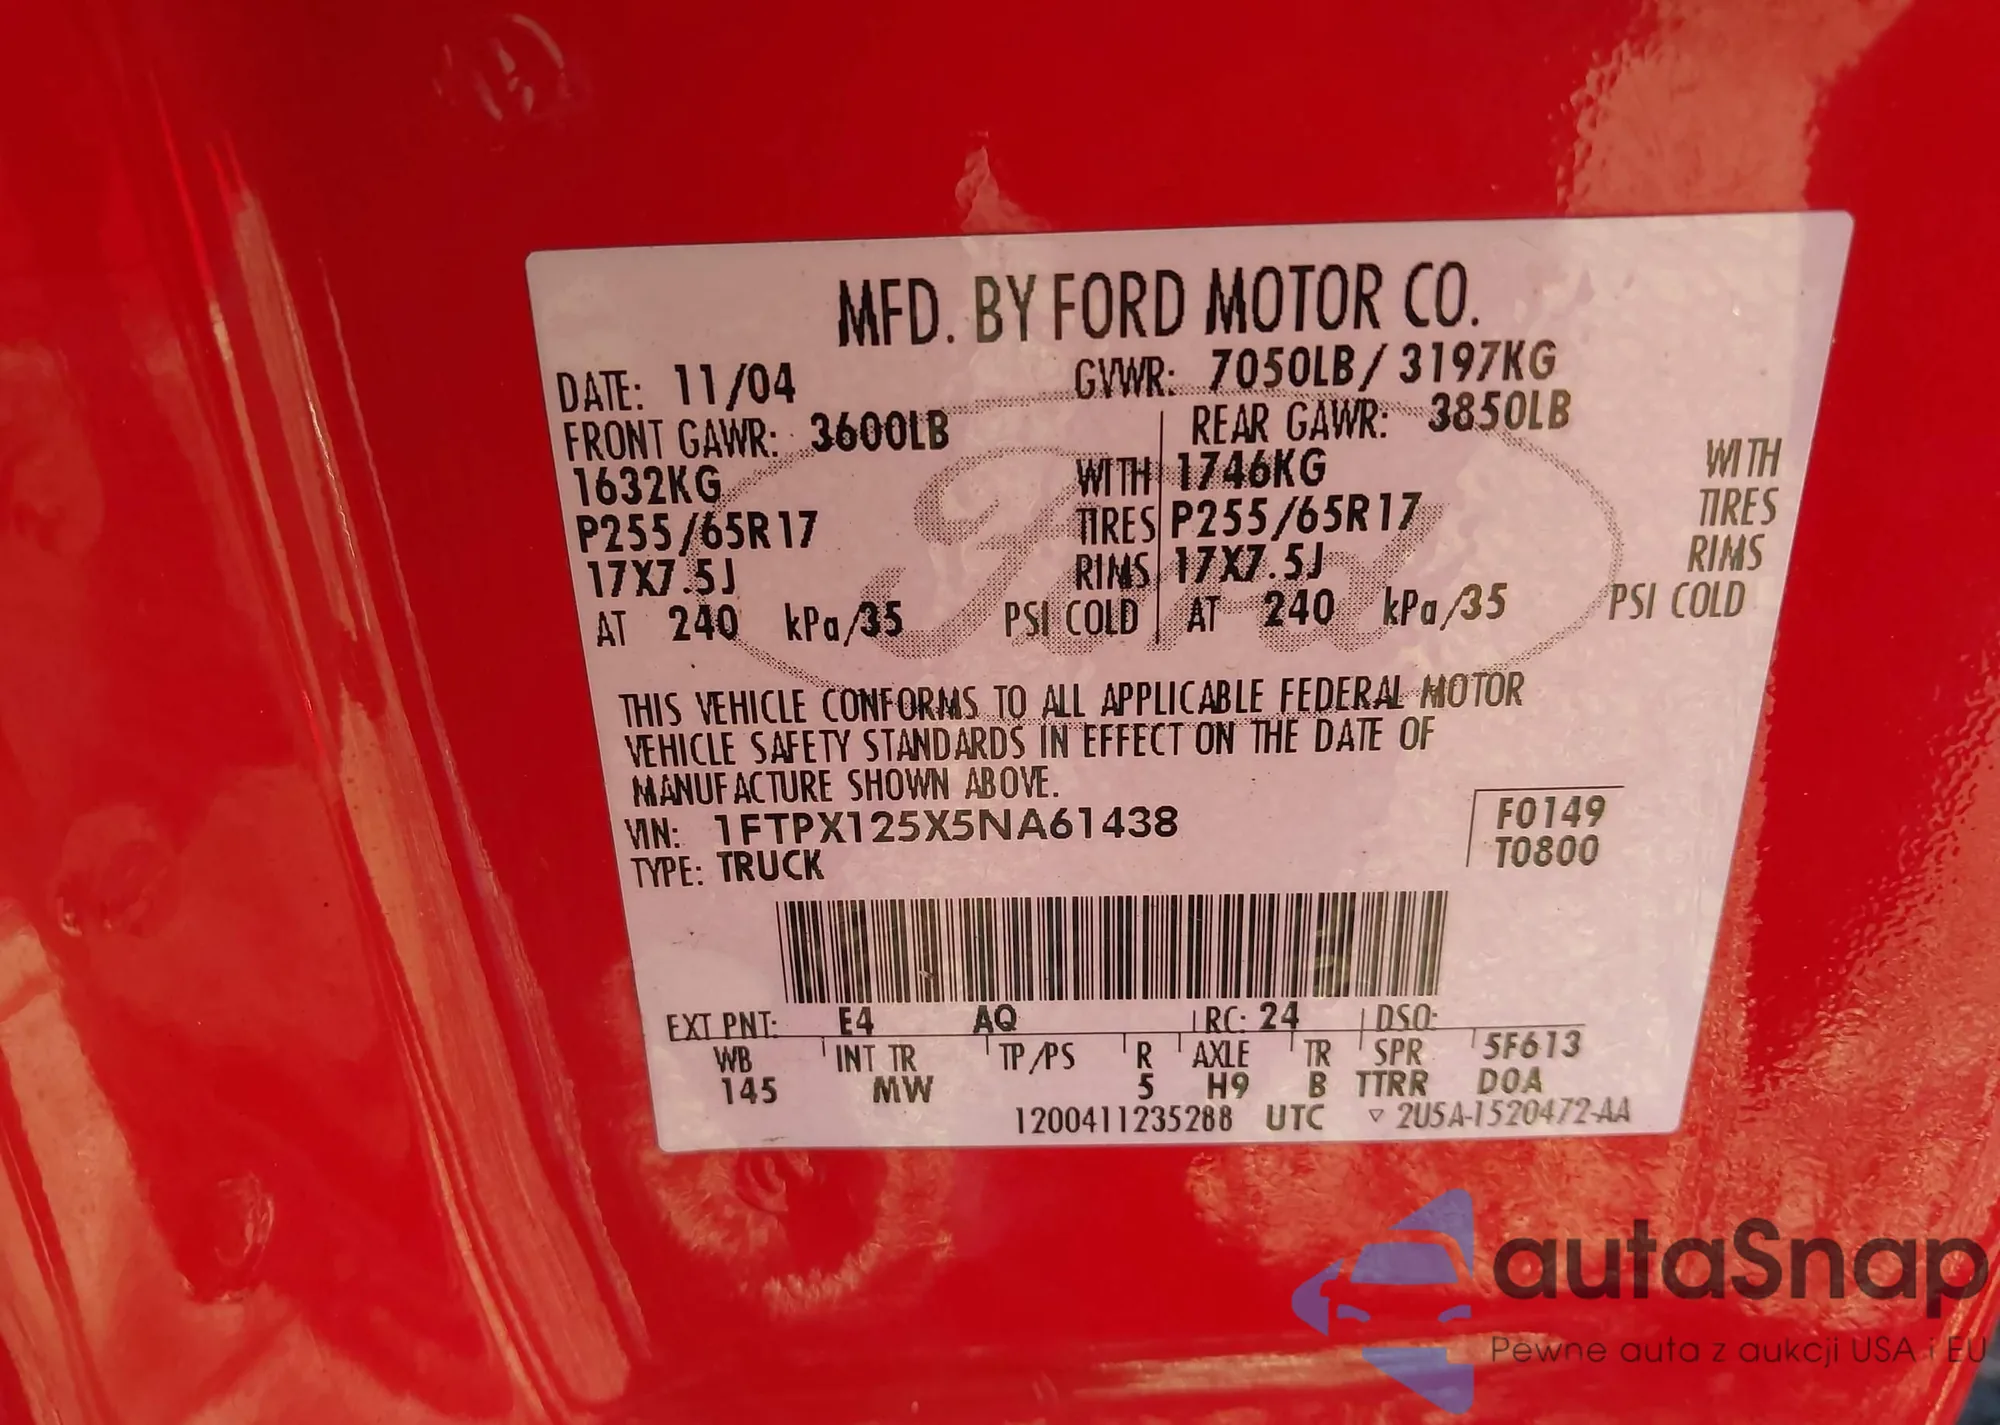 MFD. BY FORD MOTOR CO.
DATE: 11/04 GVWR: 7050LB/ 3197KG
FRONT GAWR: 3600LB REAR GAWR: 3850LB
1632KG WITH 1746KG WITH
P255/65R17 TIRES P255/65R17 TIRES
17X7.5J RIMS 17X7.5J RIMS
AT 240 kPa/35 PSI COLD AT 240 kPa/35 PSI COLD
Ford
THIS VEHICLE CONFORMS TO ALL APPLICABLE FEDERAL MOTOR
VEHICLE SAFETY STANDARDS IN EFFECT ON THE DATE OF
MANUFACTURE SHOWN ABOVE.
VIN: 1FTPX125X5NA61438 F0149
TYPE: TRUCK T0800
EXT PNT: E4 AQ RC: 24 DSO:
WB INT TR TP/PS R AXLE TR SPR 5F613
145 MW 5 H9 B TTRR DOA
1200411235288 UTC ▽ 2U5A-1520472-AA
autaSnap
Pewne auta z aukcji USA i EU